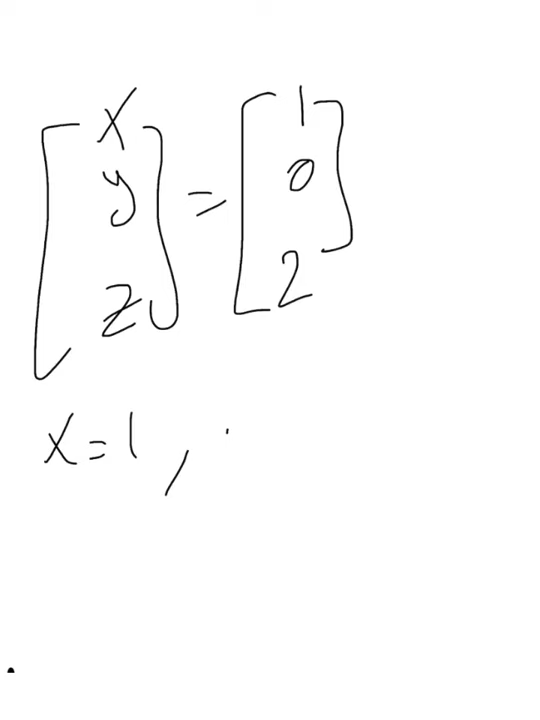 [x y z] = [1 0 2]
x = 1 ,